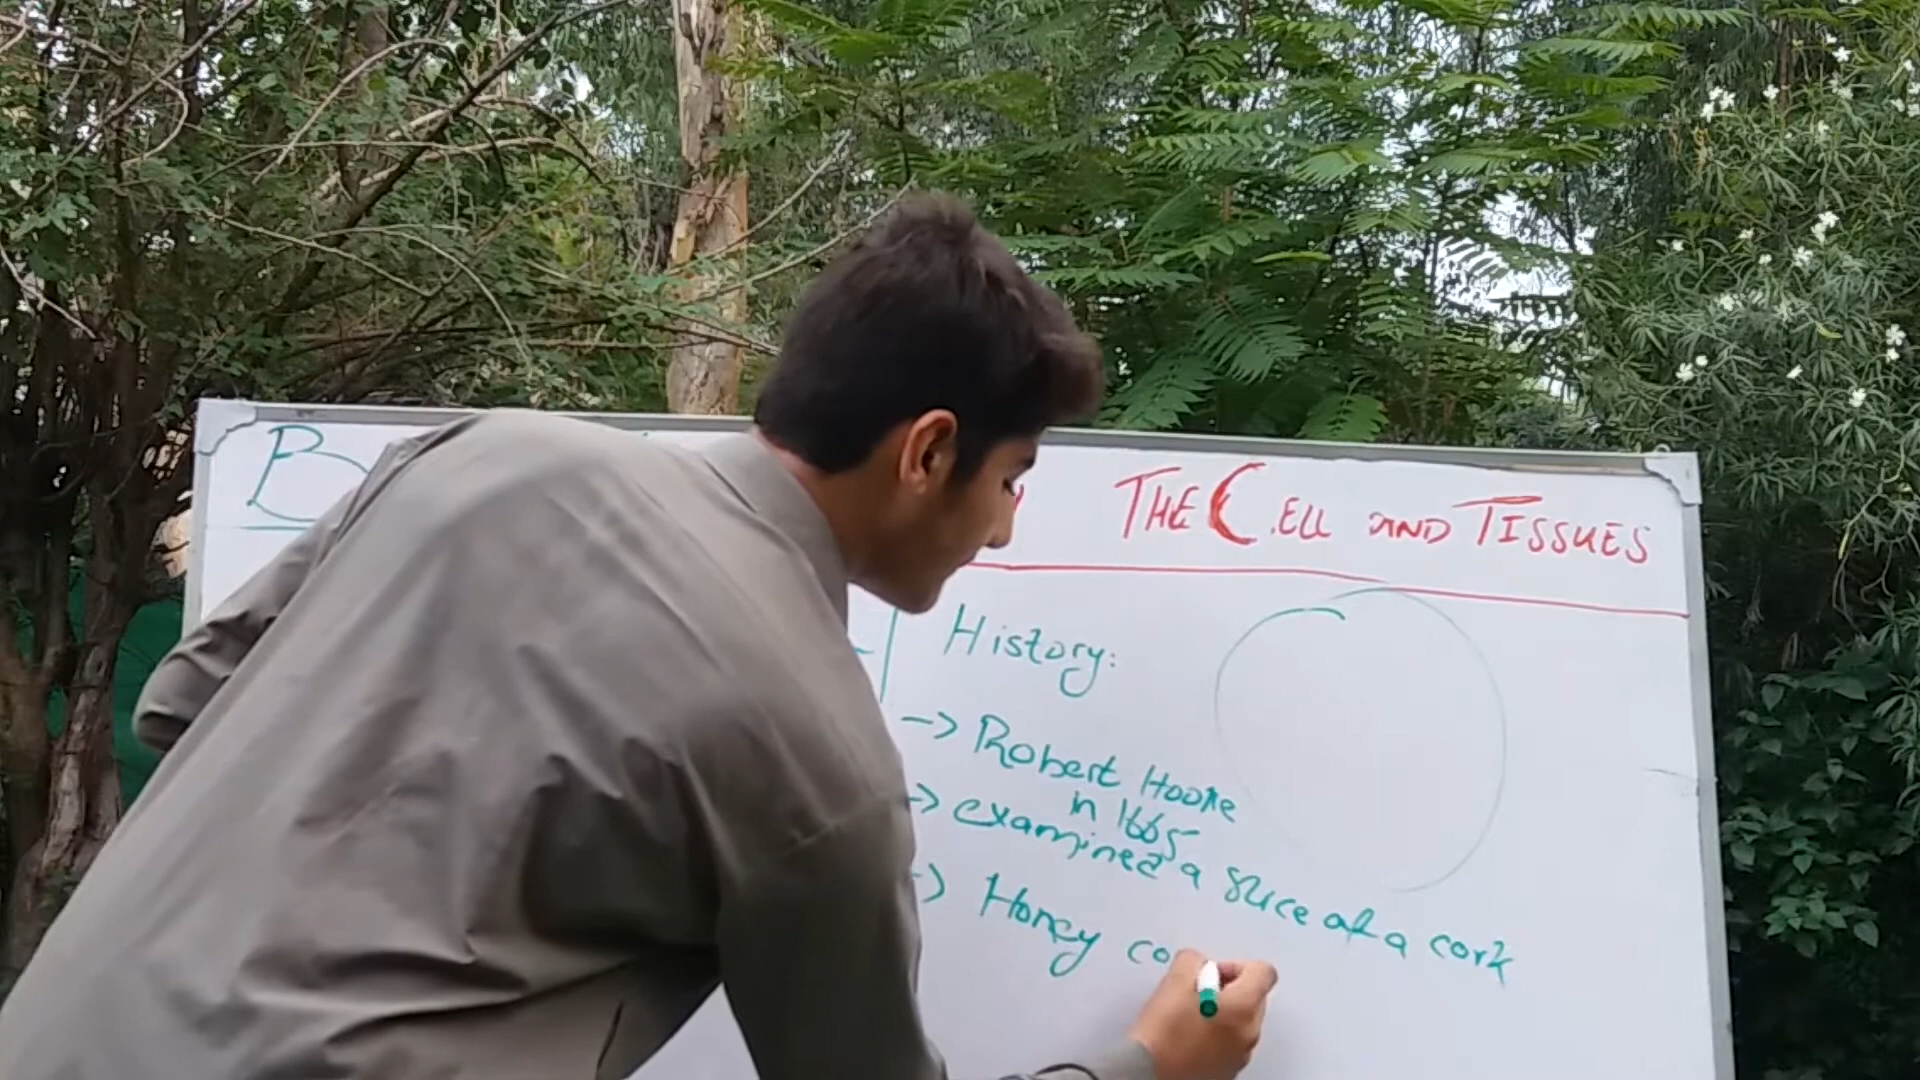 THE CELL AND TISSUES
History:
-> Robert Hooke
in 1665
-> examined a slice of a cork
-> Honey co